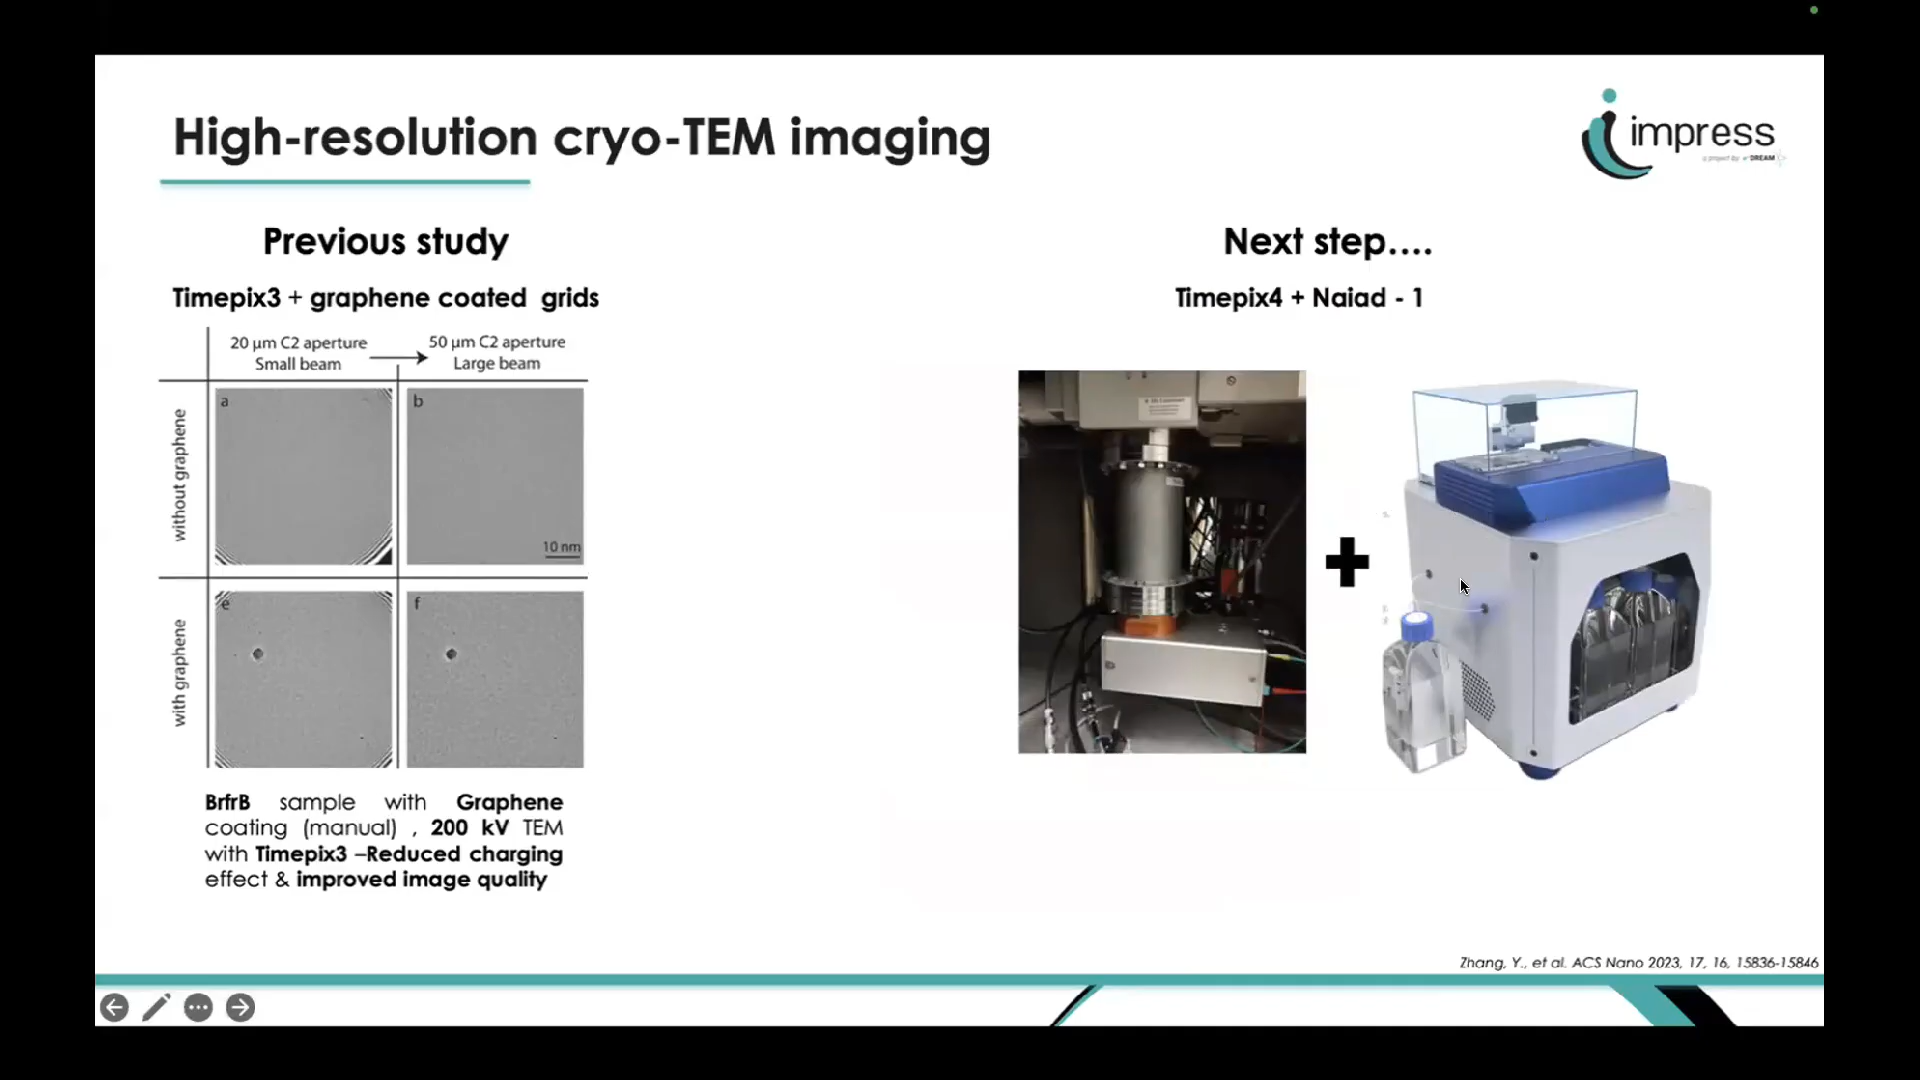 High-resolution cryo-TEM imaging
impress
a project by e-DREAM
Previous study
Timepix3 + graphene coated grids
20 µm C2 aperture
Small beam
50 µm C2 aperture
Large beam
without graphene
a
b
10 nm
with graphene
e
f
BrfrB sample with Graphene
coating (manual) , 200 kV TEM
with Timepix3 –Reduced charging
effect & improved image quality
Next step....
Timepix4 + Naiad - 1
Zhang, Y., et al. ACS Nano 2023, 17, 16, 15836-15846